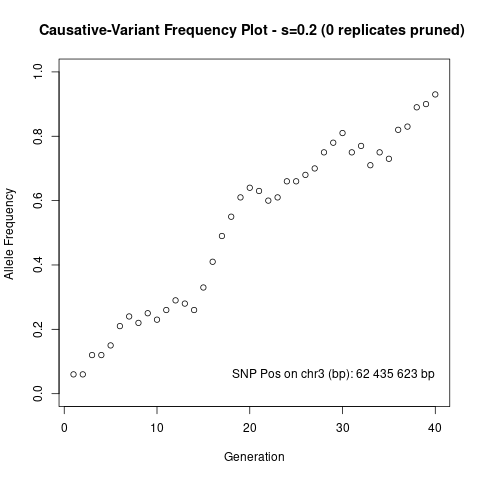 Causative-Variant Frequency Plot - s=0.2 (0 replicates pruned)
Allele Frequency
1.0
0.8
0.6
0.4
0.2
0.0
SNP Pos on chr3 (bp): 62 435 623 bp
0 10 20 30 40
Generation